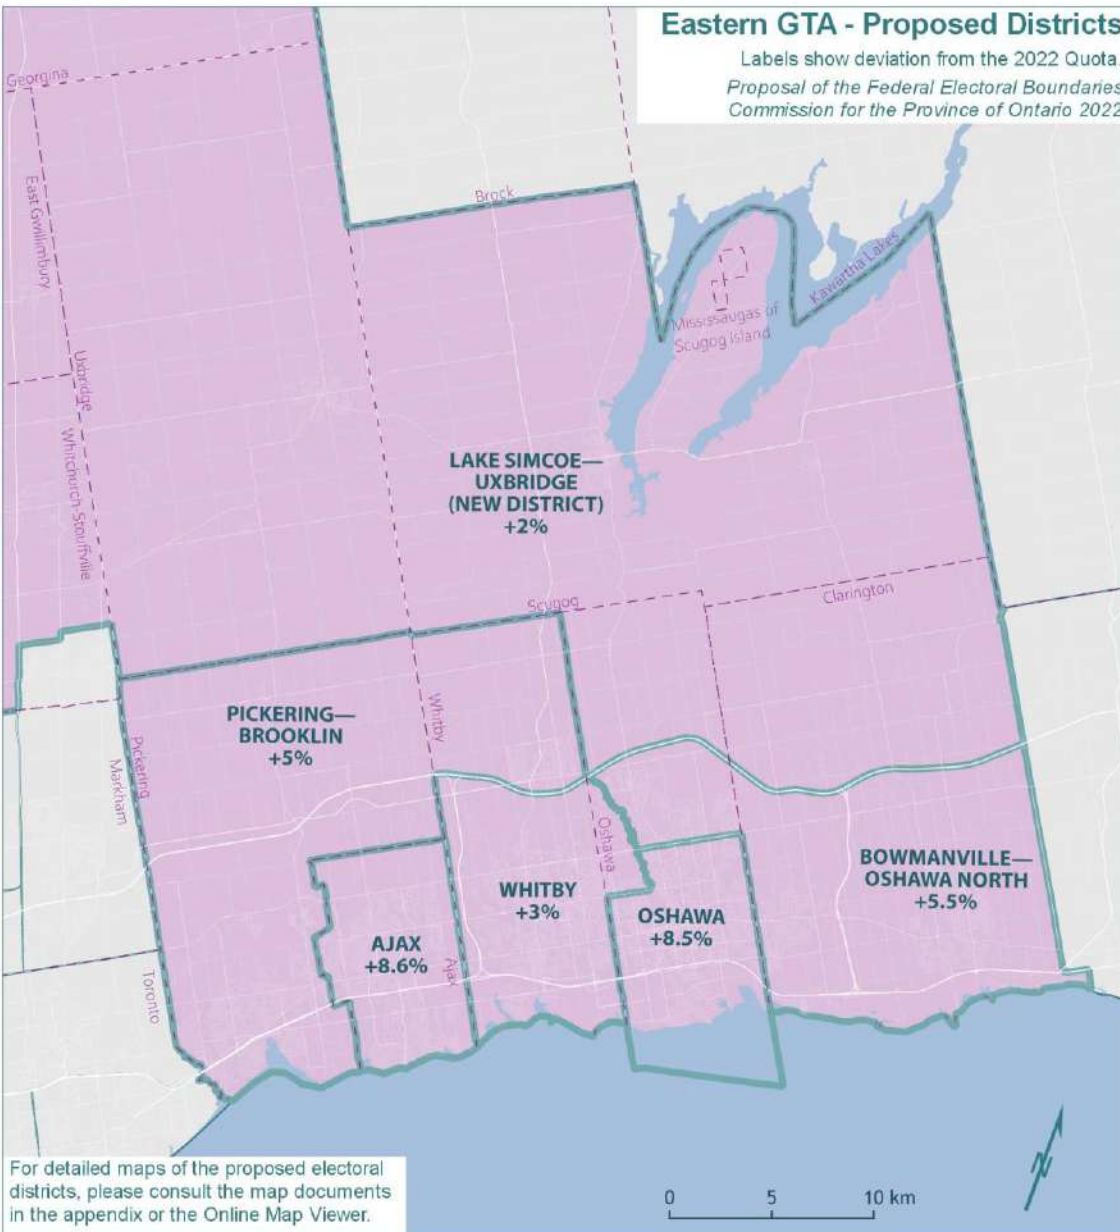 Eastern GTA - Proposed Districts
Labels show deviation from the 2022 Quota.
Proposal of the Federal Electoral Boundaries
Commission for the Province of Ontario 2022
Georgina
East Gwillimbury
Brock
Kawartha Lakes
Mississaugas of
Scugog Island
Uxbridge
Whitchurch-Stouffville
LAKE SIMCOE—
UXBRIDGE
(NEW DISTRICT)
+2%
Scugog
Clarington
PICKERING—
BROOKLIN
+5%
Whitby
Pickering
Markham
Oshawa
WHITBY
+3%
BOWMANVILLE—
OSHAWA NORTH
+5.5%
OSHAWA
+8.5%
AJAX
+8.6%
Ajax
Toronto
For detailed maps of the proposed electoral
districts, please consult the map documents
in the appendix or the Online Map Viewer.
0 5 10 km
N